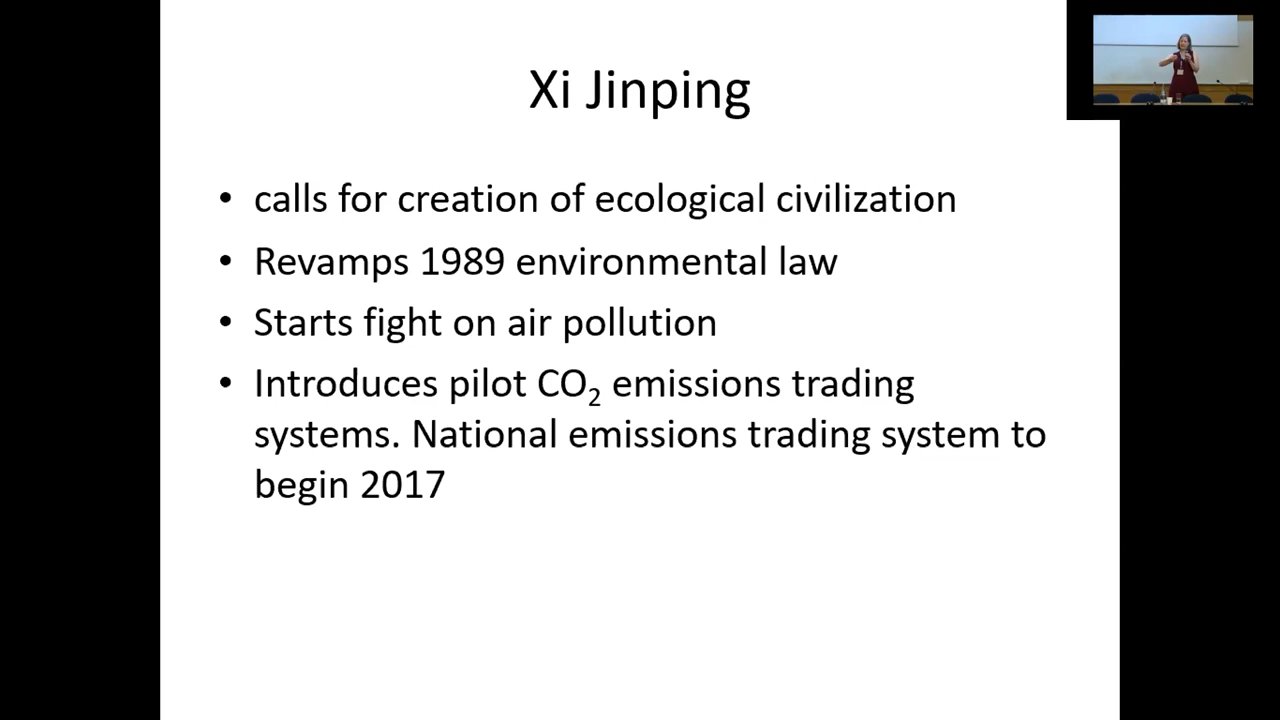 Xi Jinping
• calls for creation of ecological civilization
• Revamps 1989 environmental law
• Starts fight on air pollution
• Introduces pilot CO₂ emissions trading
systems. National emissions trading system to
begin 2017